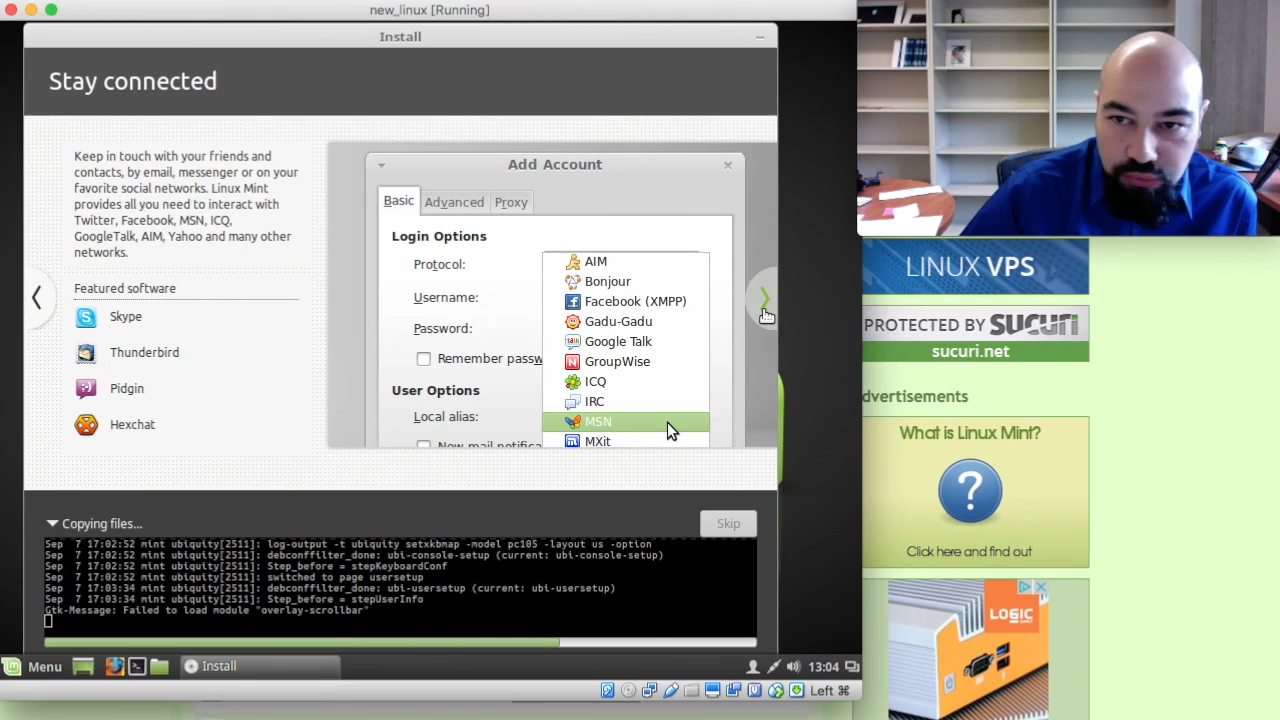 new_linux [Running]
Install
Stay connected
Keep in touch with your friends and
contacts, by email, messenger or on your
favorite social networks. Linux Mint
provides all you need to interact with
Twitter, Facebook, MSN, ICQ,
GoogleTalk, AIM, Yahoo and many other
networks.
Featured software
Skype
Thunderbird
Pidgin
Hexchat
Add Account
Basic
Advanced
Proxy
Login Options
Protocol:
Username:
Password:
Remember passw
User Options
Local alias:
New mail notifica
AIM
Bonjour
Facebook (XMPP)
Gadu-Gadu
Google Talk
GroupWise
ICQ
IRC
MSN
MXit
Copying files...
Skip
Sep 7 17:02:52 mint ubiquity[2511]: log-output -t ubiquity setxkbmap -model pc105 -layout us -option
Sep 7 17:02:52 mint ubiquity[2511]: debconffilter_done: ubi-console-setup (current: ubi-console-setup)
Sep 7 17:02:52 mint ubiquity[2511]: Step_before = stepKeyboardConf
Sep 7 17:02:52 mint ubiquity[2511]: switched to page usersetup
Sep 7 17:03:34 mint ubiquity[2511]: debconffilter_done: ubi-usersetup (current: ubi-usersetup)
Sep 7 17:03:34 mint ubiquity[2511]: Step_before = stepUserInfo
Gtk-Message: Failed to load module "overlay-scrollbar"
Menu
Install
13:04
Left ⌘
LINUX VPS
PROTECTED BY SUCURI
sucuri.net
dvertisements
What is Linux Mint?
?
Click here and find out
LOGIC